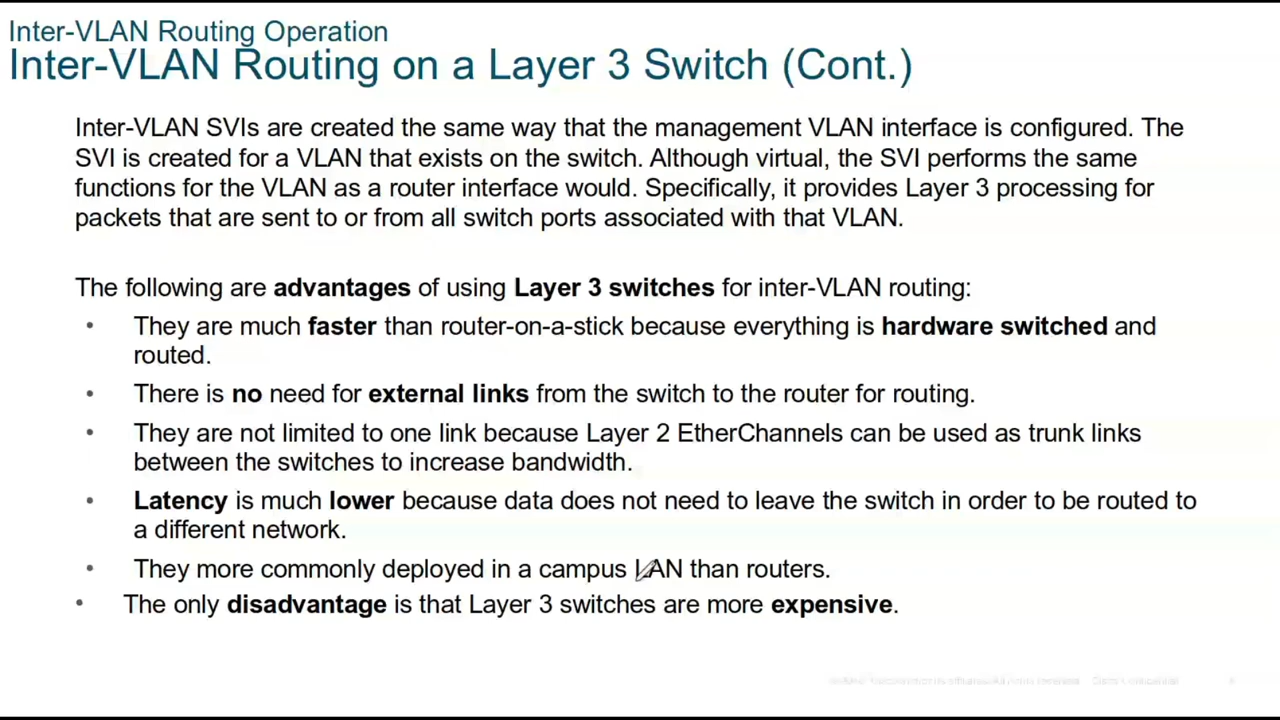 Inter-VLAN Routing Operation
Inter-VLAN Routing on a Layer 3 Switch (Cont.)
Inter-VLAN SVIs are created the same way that the management VLAN interface is configured. The
SVI is created for a VLAN that exists on the switch. Although virtual, the SVI performs the same
functions for the VLAN as a router interface would. Specifically, it provides Layer 3 processing for
packets that are sent to or from all switch ports associated with that VLAN.
The following are advantages of using Layer 3 switches for inter-VLAN routing:
• They are much faster than router-on-a-stick because everything is hardware switched and
routed.
• There is no need for external links from the switch to the router for routing.
• They are not limited to one link because Layer 2 EtherChannels can be used as trunk links
between the switches to increase bandwidth.
• Latency is much lower because data does not need to leave the switch in order to be routed to
a different network.
• They more commonly deployed in a campus LAN than routers.
• The only disadvantage is that Layer 3 switches are more expensive.